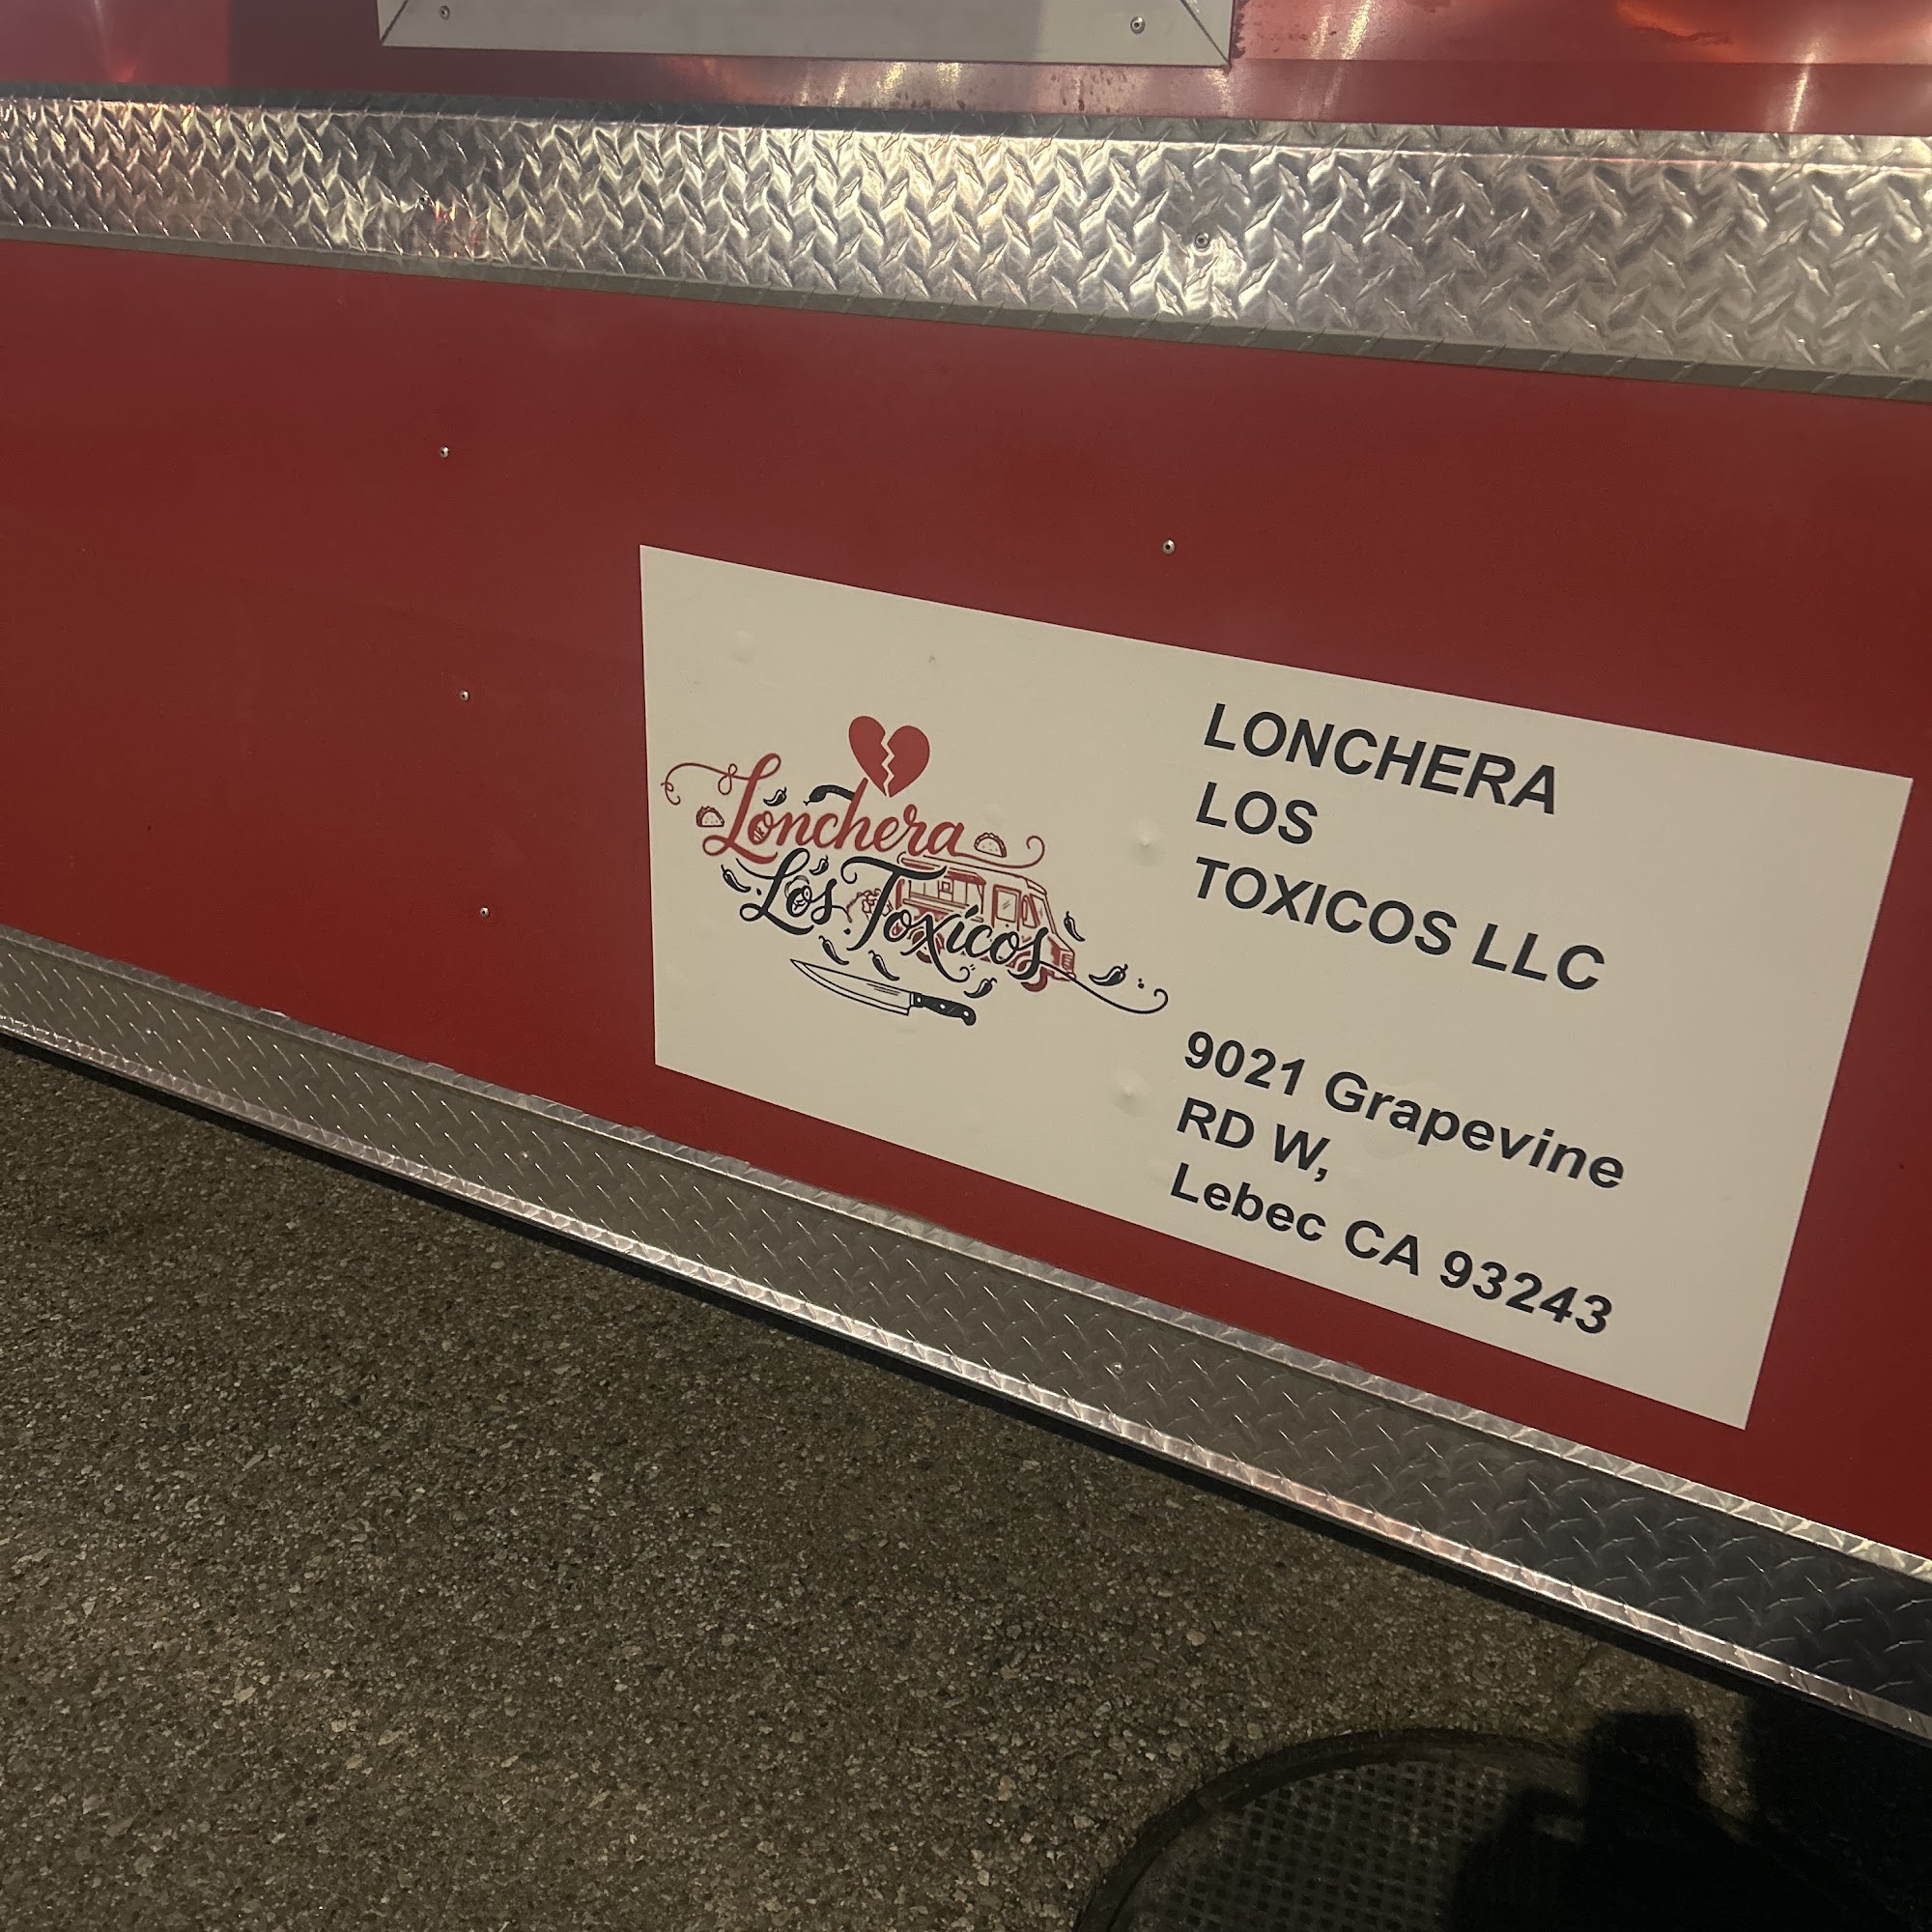 Lonchera
Los Toxicos
LONCHERA
LOS
TOXICOS LLC
9021 Grapevine
RD W,
Lebec CA 93243